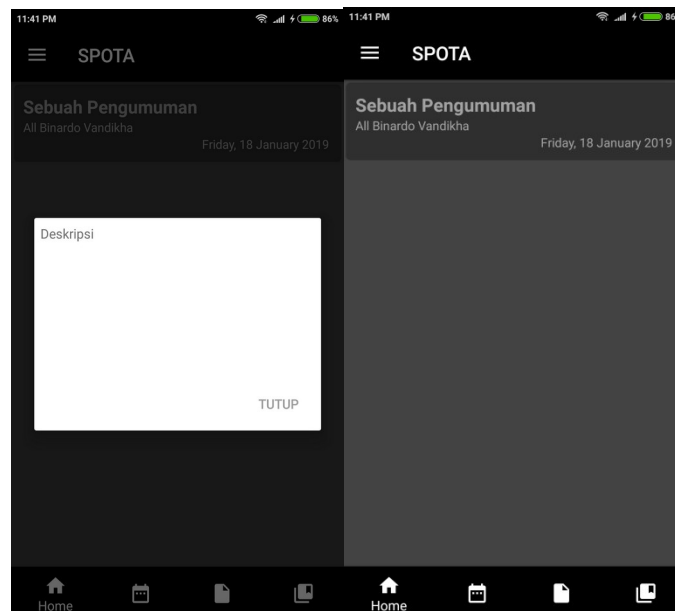 11:41 PM
86%
SPOTA
Sebuah Pengumuman
All Binardo Vandikha
Friday, 18 January 2019
Deskripsi
TUTUP
Home
11:41 PM
86
SPOTA
Sebuah Pengumuman
All Binardo Vandikha
Friday, 18 January 2019
Home